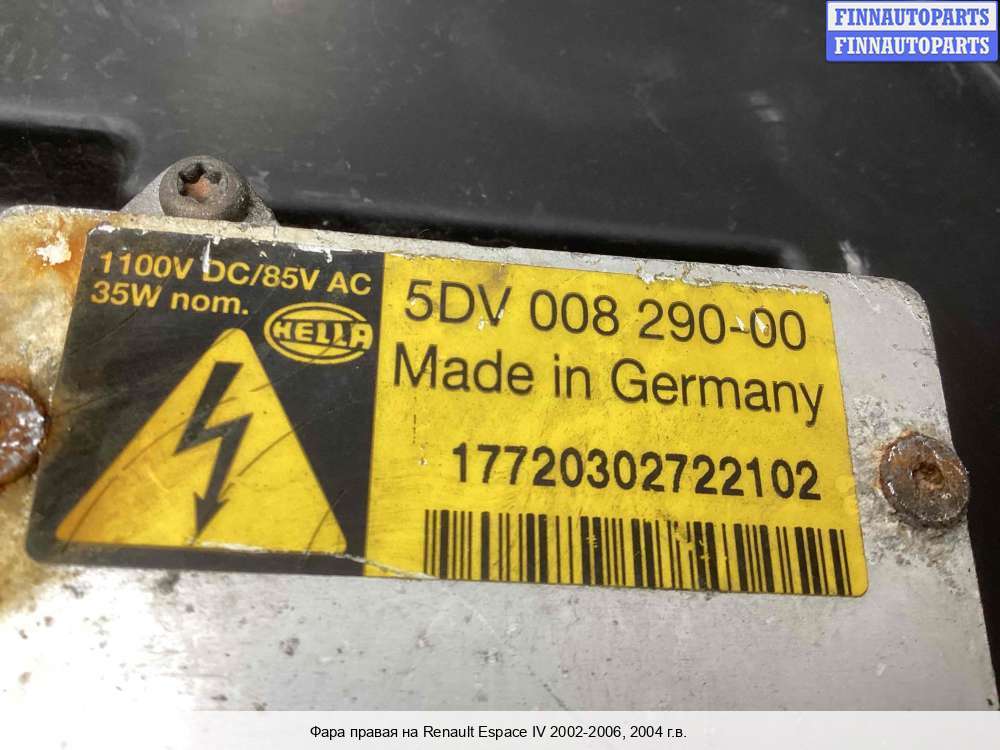 FINNAUTOPARTS
FINNAUTOPARTS
1100V DC/85V AC
35W nom.
HELLA
5DV 008 290-00
Made in Germany
17720302722102
Фара правая на Renault Espace IV 2002-2006, 2004 г.в.